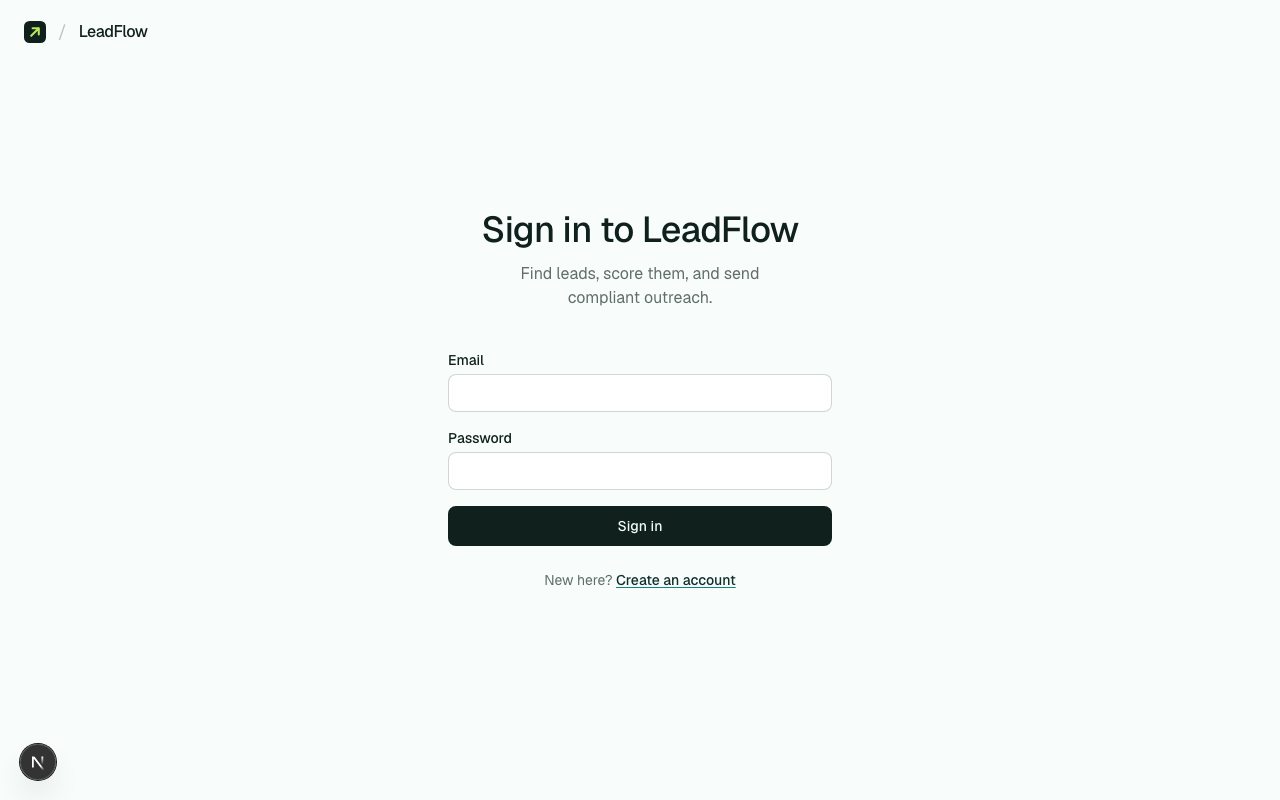 / LeadFlow
Sign in to LeadFlow
Find leads, score them, and send
compliant outreach.
Email
Password
Sign in
New here? Create an account
N